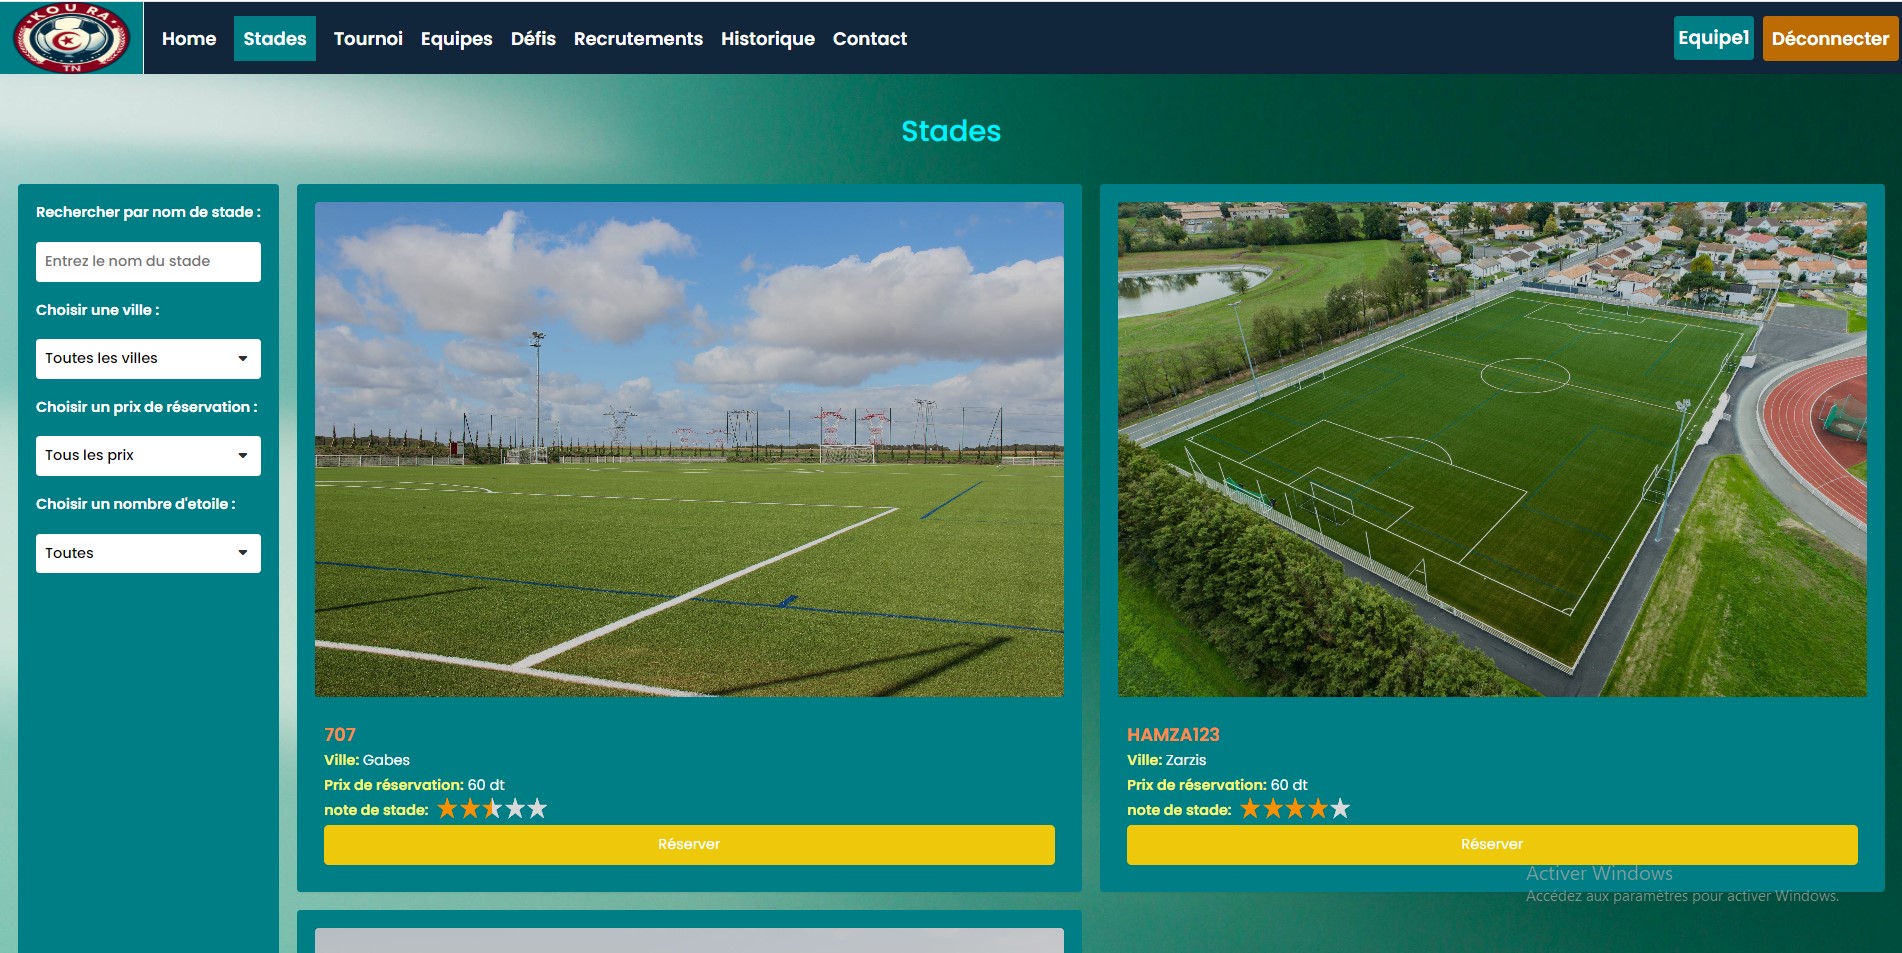 KOURA
TN
Home
Stades
Tournoi
Equipes
Défis
Recrutements
Historique
Contact
Equipe1
Déconnecter
Stades
Rechercher par nom de stade :
Entrez le nom du stade
Choisir une ville :
Toutes les villes
Choisir un prix de réservation :
Tous les prix
Choisir un nombre d'etoile :
Toutes
707
Ville: Gabes
Prix de réservation: 60 dt
note de stade:
Réserver
HAMZA123
Ville: Zarzis
Prix de réservation: 60 dt
note de stade:
Réserver
Activer Windows
Accédez aux paramètres pour activer Windows.